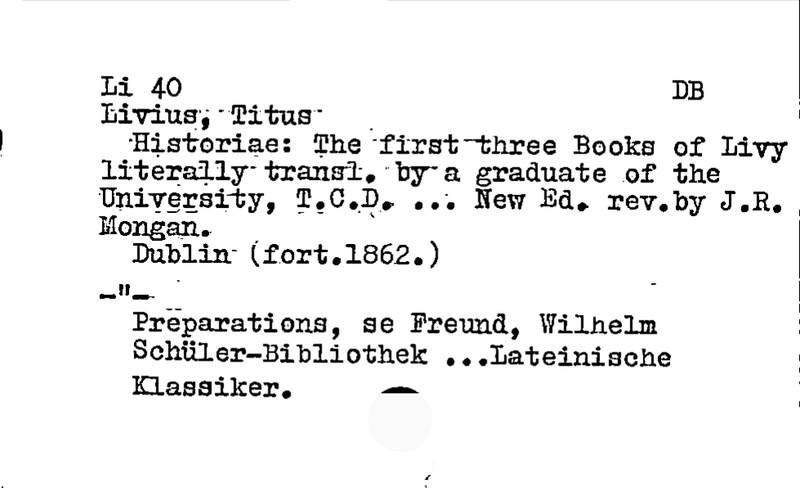 Li 40 DB
Livius, Titus
Historiae: The first three Books of Livy
literally transl. by a graduate of the
University, T.C.D. ... New Ed. rev.by J.R.
Mongan.
Dublin (fort.1862.)
-"-
Präparations, se Freund, Wilhelm
Schüler-Bibliothek ...Lateinische
Klassiker.